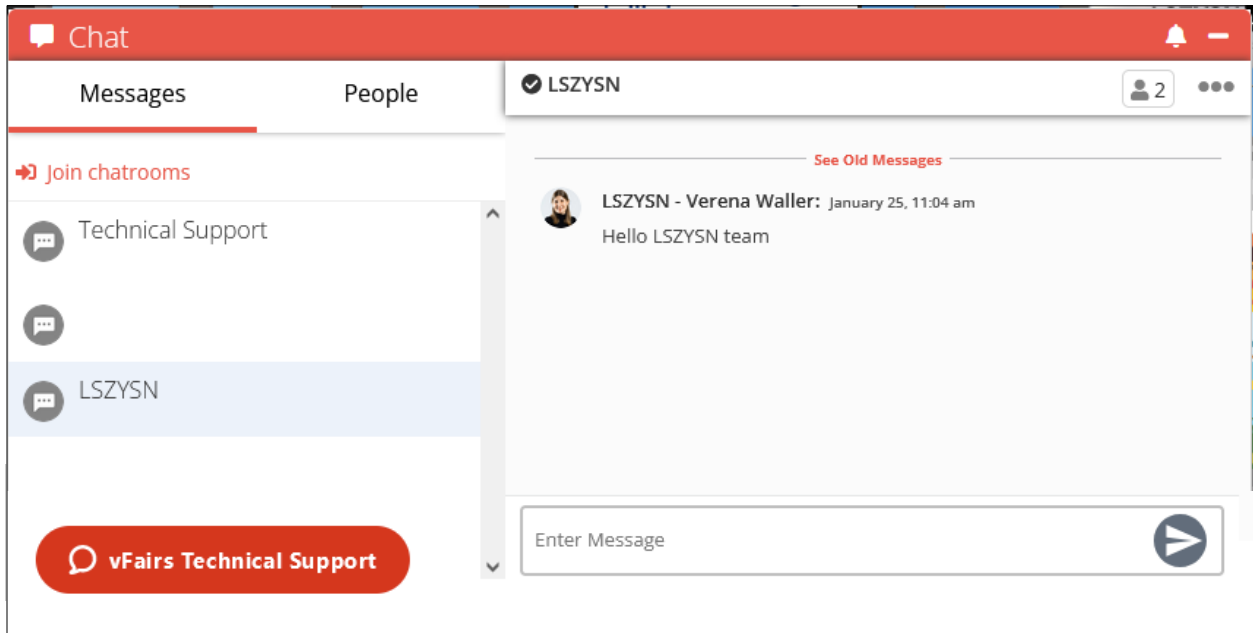 Chat
Messages
People
Join chatrooms
Technical Support
LSZYSN
vFairs Technical Support
LSZYSN
2
See Old Messages
LSZYSN - Verena Waller: January 25, 11:04 am
Hello LSZYSN team
Enter Message